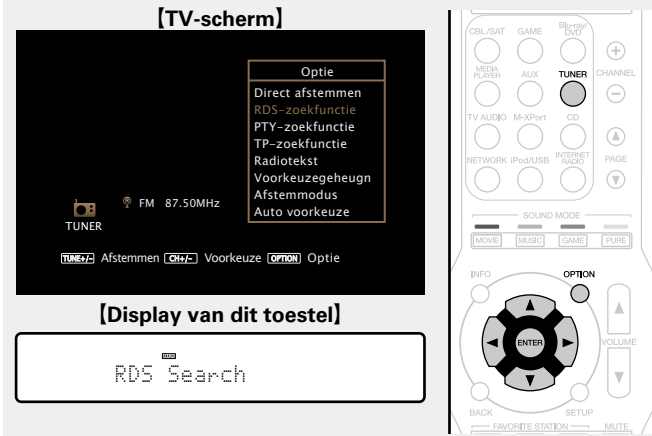 【TV-scherm】
Optie
Direct afstemmen
RDS-zoekfunctie
PTY-zoekfunctie
TP-zoekfunctie
Radiotekst
Voorkeuzegeheugn
Afstemmodus
Auto voorkeuze
FM 87.50MHz
TUNER
TUNE+/- Afstemmen CH+/- Voorkeuze OPTION Optie
【Display van dit toestel】
RDS Search
CBL/SAT GAME Blu-ray/DVD
MEDIA PLAYER AUX TUNER CHANNEL
TV AUDIO M-XPort CD
NETWORK iPod/USB INTERNET RADIO PAGE
SOUND MODE
MOVIE MUSIC GAME PURE
INFO OPTION
ENTER VOLUME
BACK SETUP
FAVORITE STATION MUTE